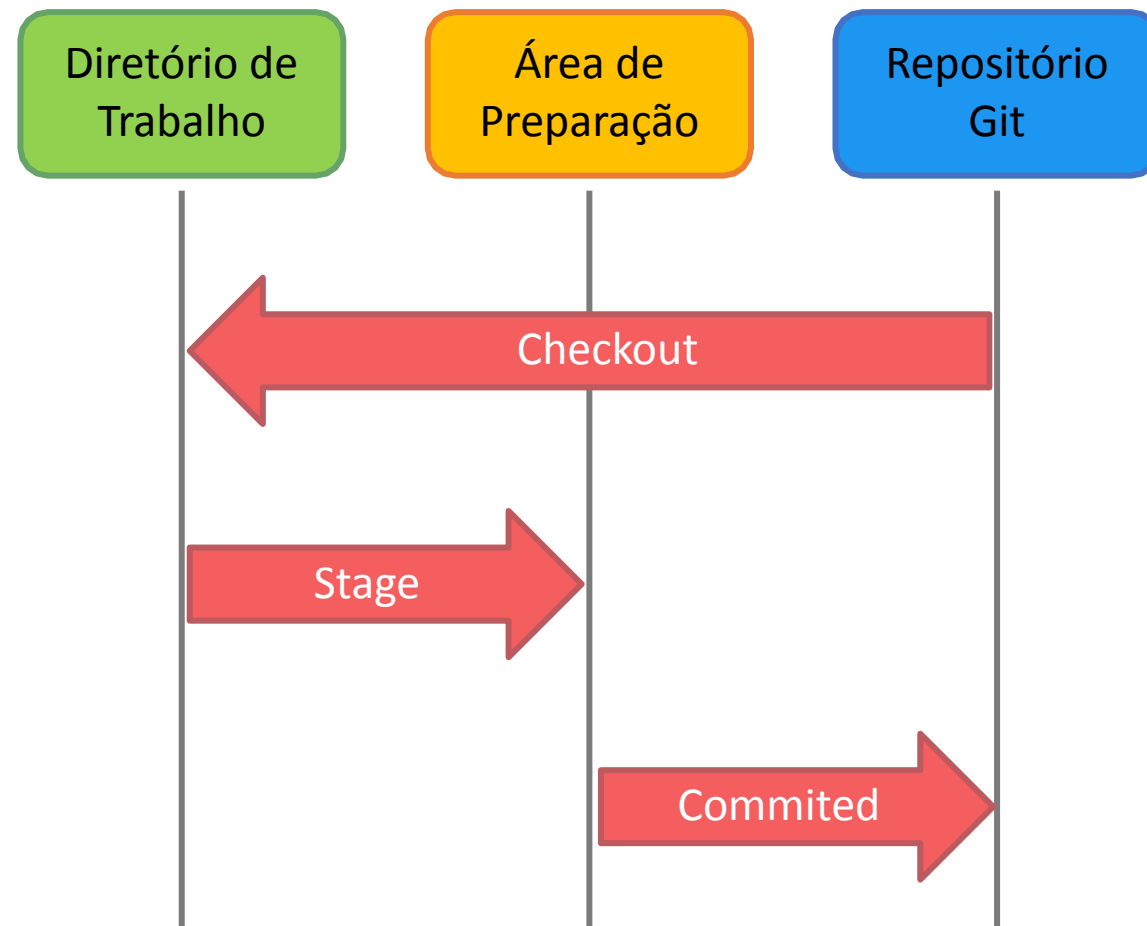 Diretório de
Trabalho
Área de
Preparação
Repositório
Git
Checkout
Stage
Commited